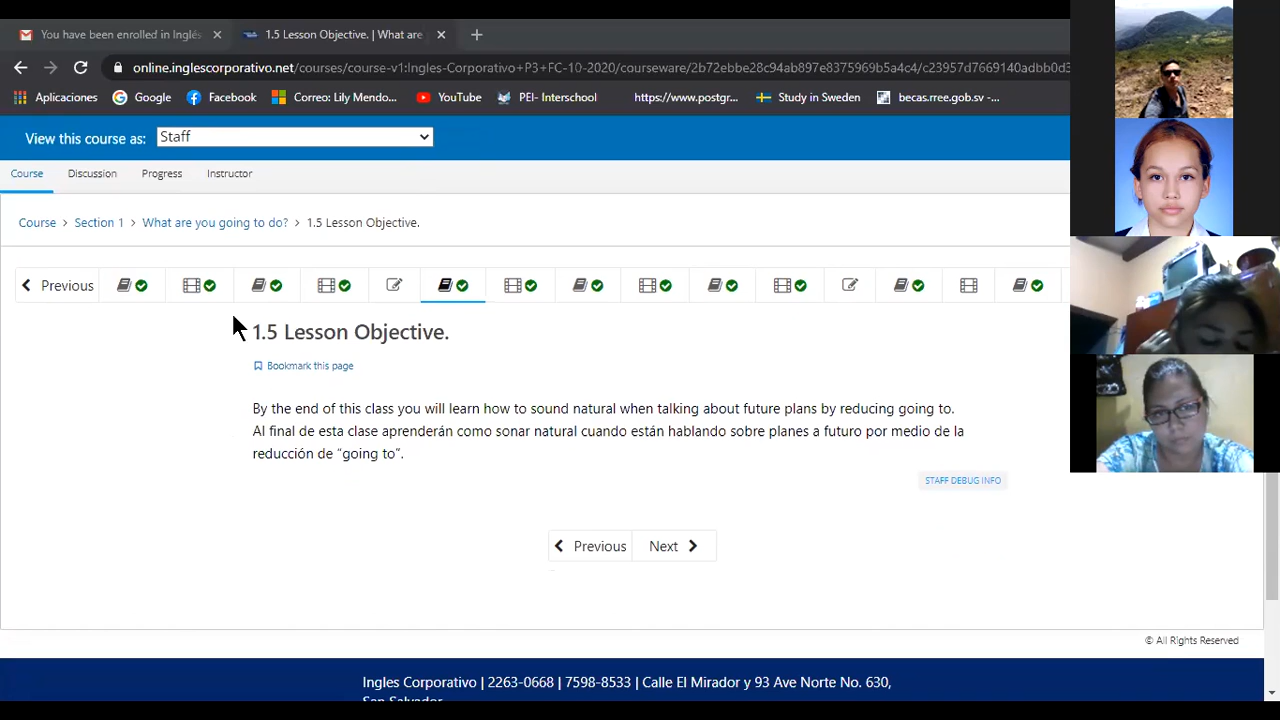 You have been enrolled in Inglés
1.5 Lesson Objective. | What are
online.inglescorporativo.net/courses/course-v1:Ingles-Corporativo+P3+FC-10-2020/courseware/2b72ebbe28c94ab897e8375969b5a4c4/c23957d7669140adbb0d3
Aplicaciones Google Facebook Correo: Lily Mendo... YouTube PEI- Interschool https://www.postgr... Study in Sweden becas.rree.gob.sv -...
View this course as: Staff
Course Discussion Progress Instructor
Course > Section 1 > What are you going to do? > 1.5 Lesson Objective.
Previous
1.5 Lesson Objective.
Bookmark this page
By the end of this class you will learn how to sound natural when talking about future plans by reducing going to.
Al final de esta clase aprenderán como sonar natural cuando están hablando sobre planes a futuro por medio de la
reducción de “going to”.
STAFF DEBUG INFO
Previous Next
© All Rights Reserved
Ingles Corporativo | 2263-0668 | 7598-8533 | Calle El Mirador y 93 Ave Norte No. 630,
San Salvador